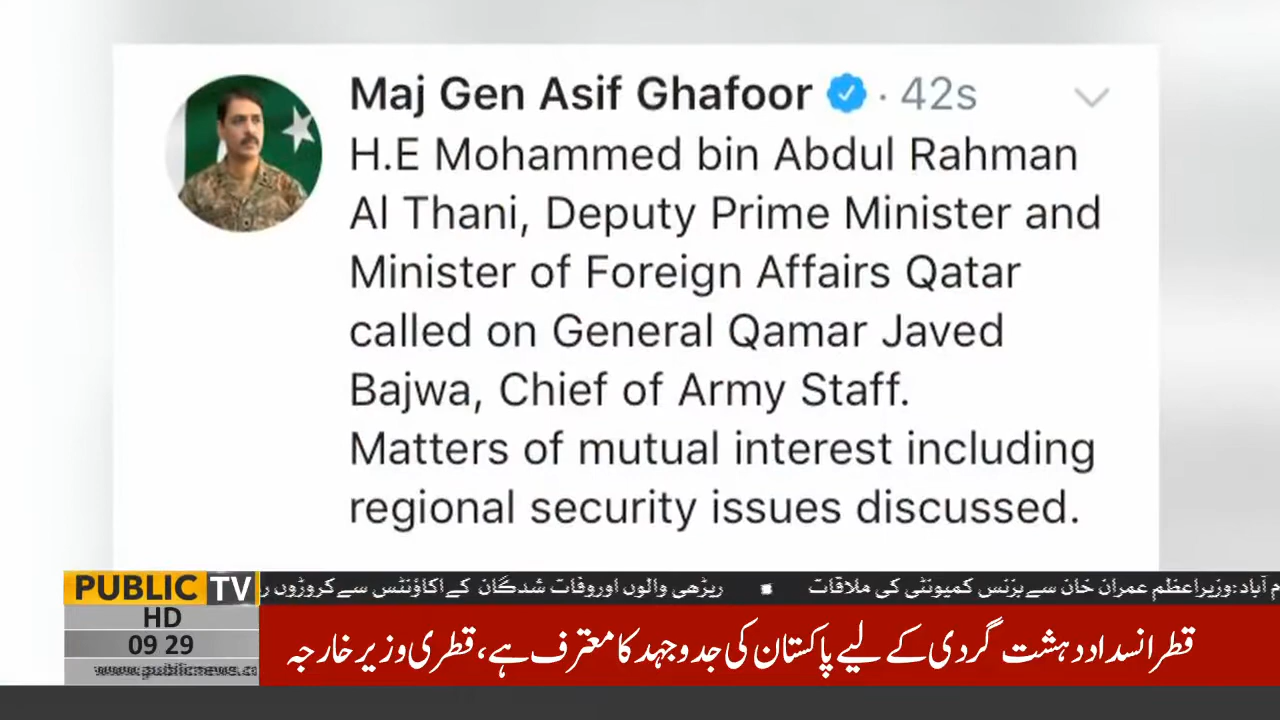 Maj Gen Asif Ghafoor · 42s
H.E Mohammed bin Abdul Rahman
Al Thani, Deputy Prime Minister and
Minister of Foreign Affairs Qatar
called on General Qamar Javed
Bajwa, Chief of Army Staff.
Matters of mutual interest including
regional security issues discussed.
PUBLIC TV
م آباد:وزیراعظم عمران خان سے بزنس کمیونٹی کی ملاقات ریڑھی والوں اوروفات شدگان کے اکاؤنٹس سے کروڑوں
HD
09 29
قطر انسداد دہشت گردی کے لیے پاکستان کی جدوجہد کا معترف ہے، قطری وزیر خارجہ